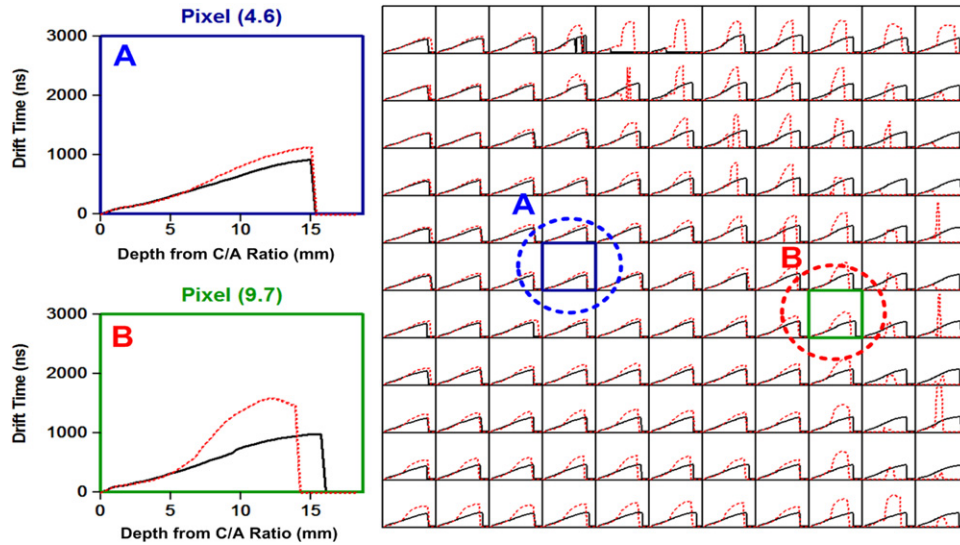 Pixel (4.6)
3000
A
2000
Drift Time (ns)
1000
0
0 5 10 15
Depth from C/A Ratio (mm)
Pixel (9.7)
3000
B
2000
Drift Time (ns)
1000
0
0 5 10 15
Depth from C/A Ratio (mm)
A
B